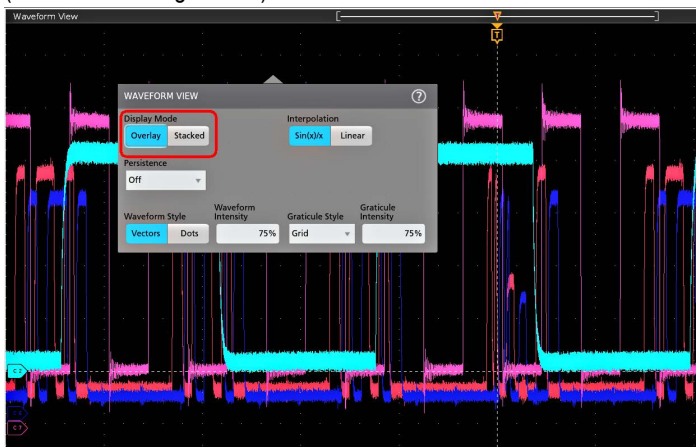 Waveform View
T
WAVEFORM VIEW ?
Display Mode Interpolation
Overlay Stacked Sin(x)/x Linear
Persistence
Off
Waveform Style Waveform Intensity Graticule Style Graticule Intensity
Vectors Dots 75% Grid 75%
C2
C7